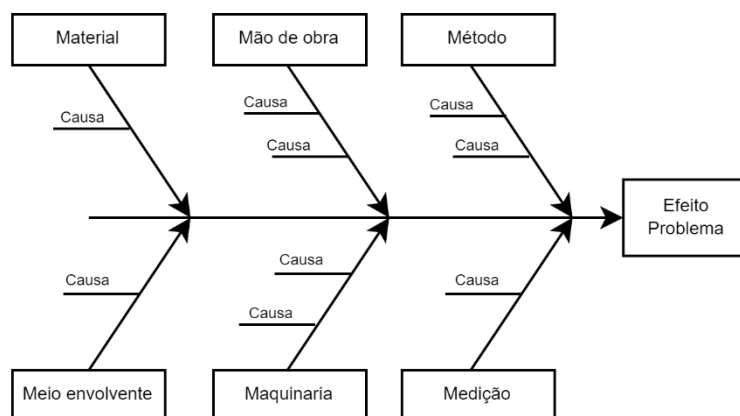 Material
Mão de obra
Método
Causa
Causa
Causa
Causa
Causa
Efeito
Problema
Causa
Causa
Causa
Causa
Meio envolvente
Maquinaria
Medição